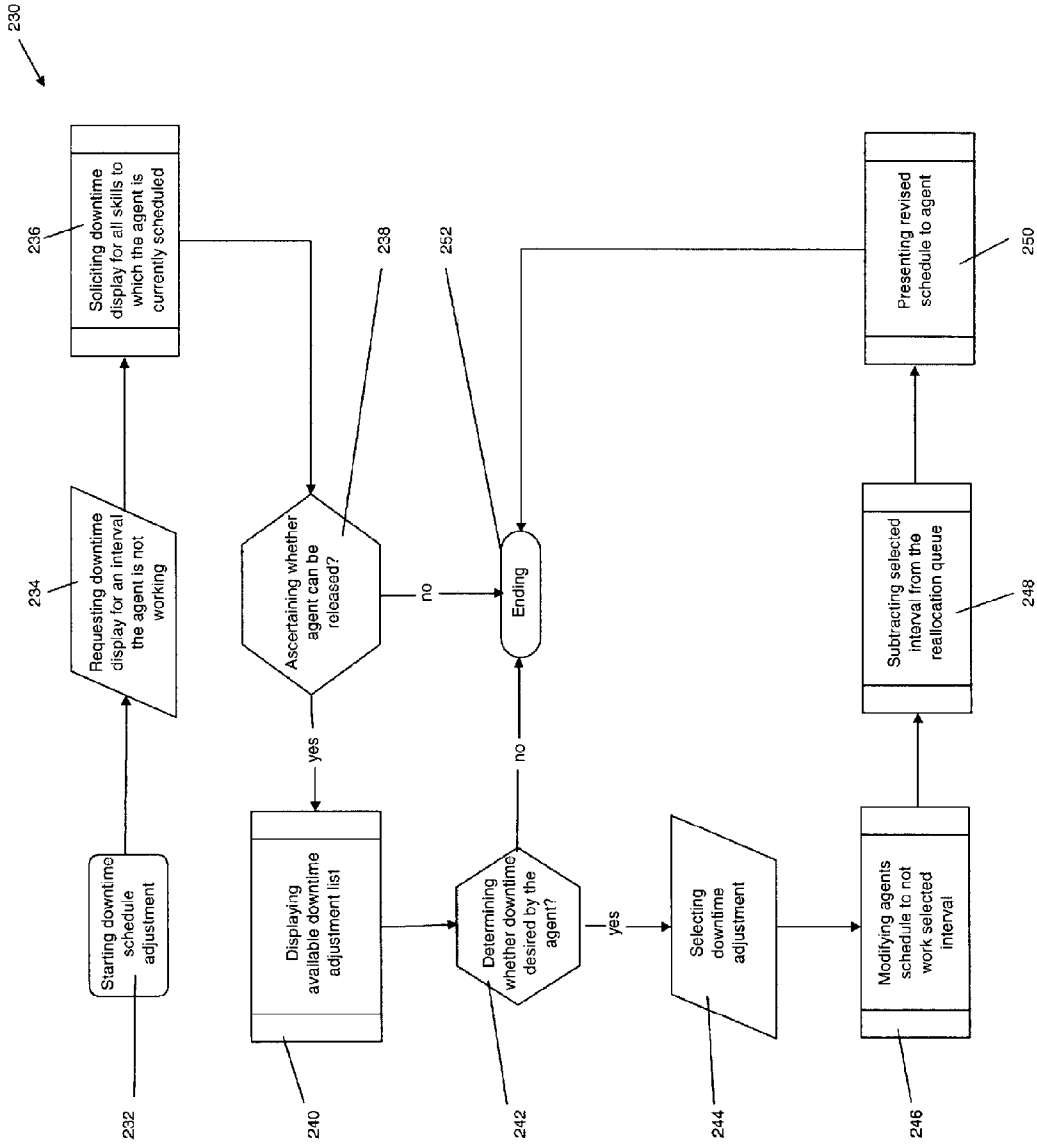 230
232
Starting downtime
schedule
adjustment
234
Requesting downtime
display for an interval
the agent is not
working
236
Soliciting downtime
display for all skills to
which the agent is
currently scheduled
238
Ascertaining whether
agent can be
released?
no
yes
252
Ending
240
Displaying
available downtime
adjustment list
242
Determining
whether downtime
desired by the
agent?
no
yes
244
Selecting
downtime
adjustment
246
Modifying agents
schedule to not
work selected
interval
248
Subtracting selected
interval from the
reallocation queue
250
Presenting revised
schedule to agent